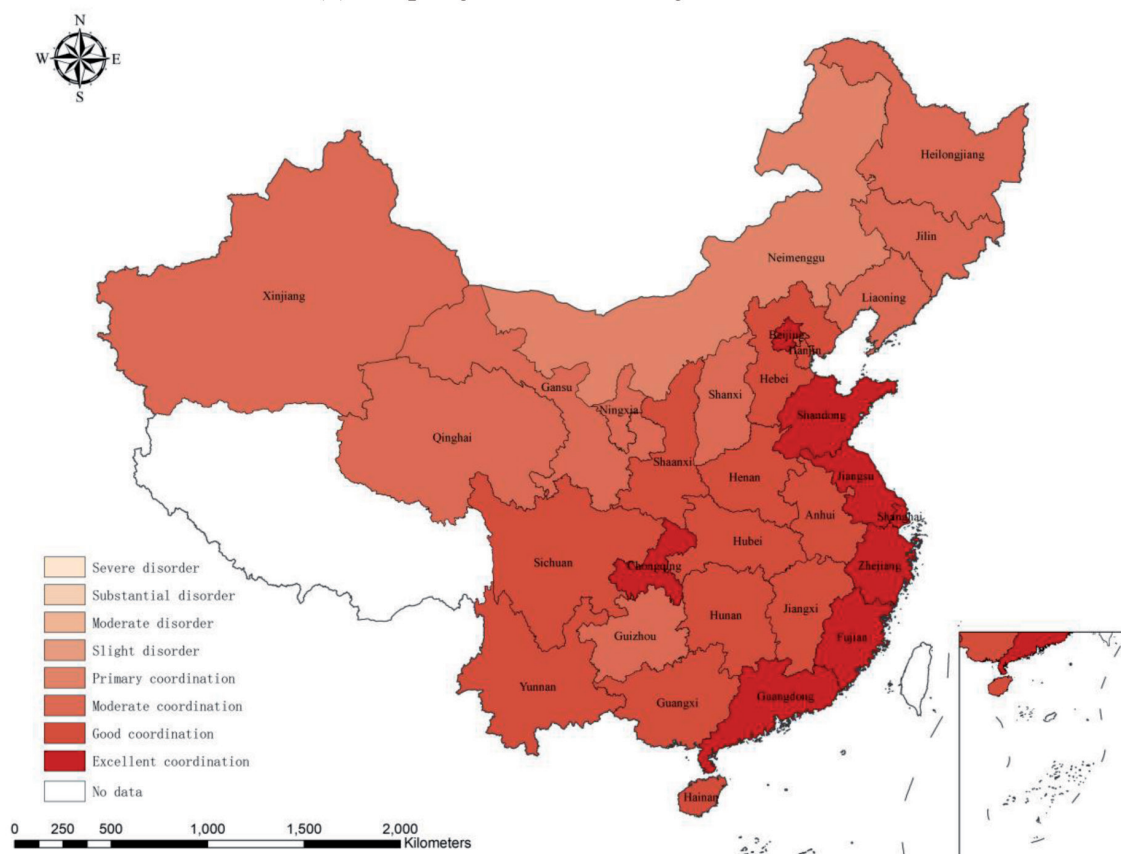 N
W E
S
Heilongjiang
Jilin
Neimenggu
Liaoning
Xinjiang
Beijing
Tianjin
Hebei
Gansu
Shanxi
Ningxia
Shandong
Qinghai
Shaanxi
Henan
Jiangsu
Anhui
Shanghai
Hubei
Sichuan
Chongqing
Zhejiang
Hunan
Jiangxi
Guizhou
Fujian
Yunnan
Guangxi
Guangdong
Hainan
Severe disorder
Substantial disorder
Moderate disorder
Slight disorder
Primary coordination
Moderate coordination
Good coordination
Excellent coordination
No data
0 250 500 1,000 1,500 2,000
Kilometers